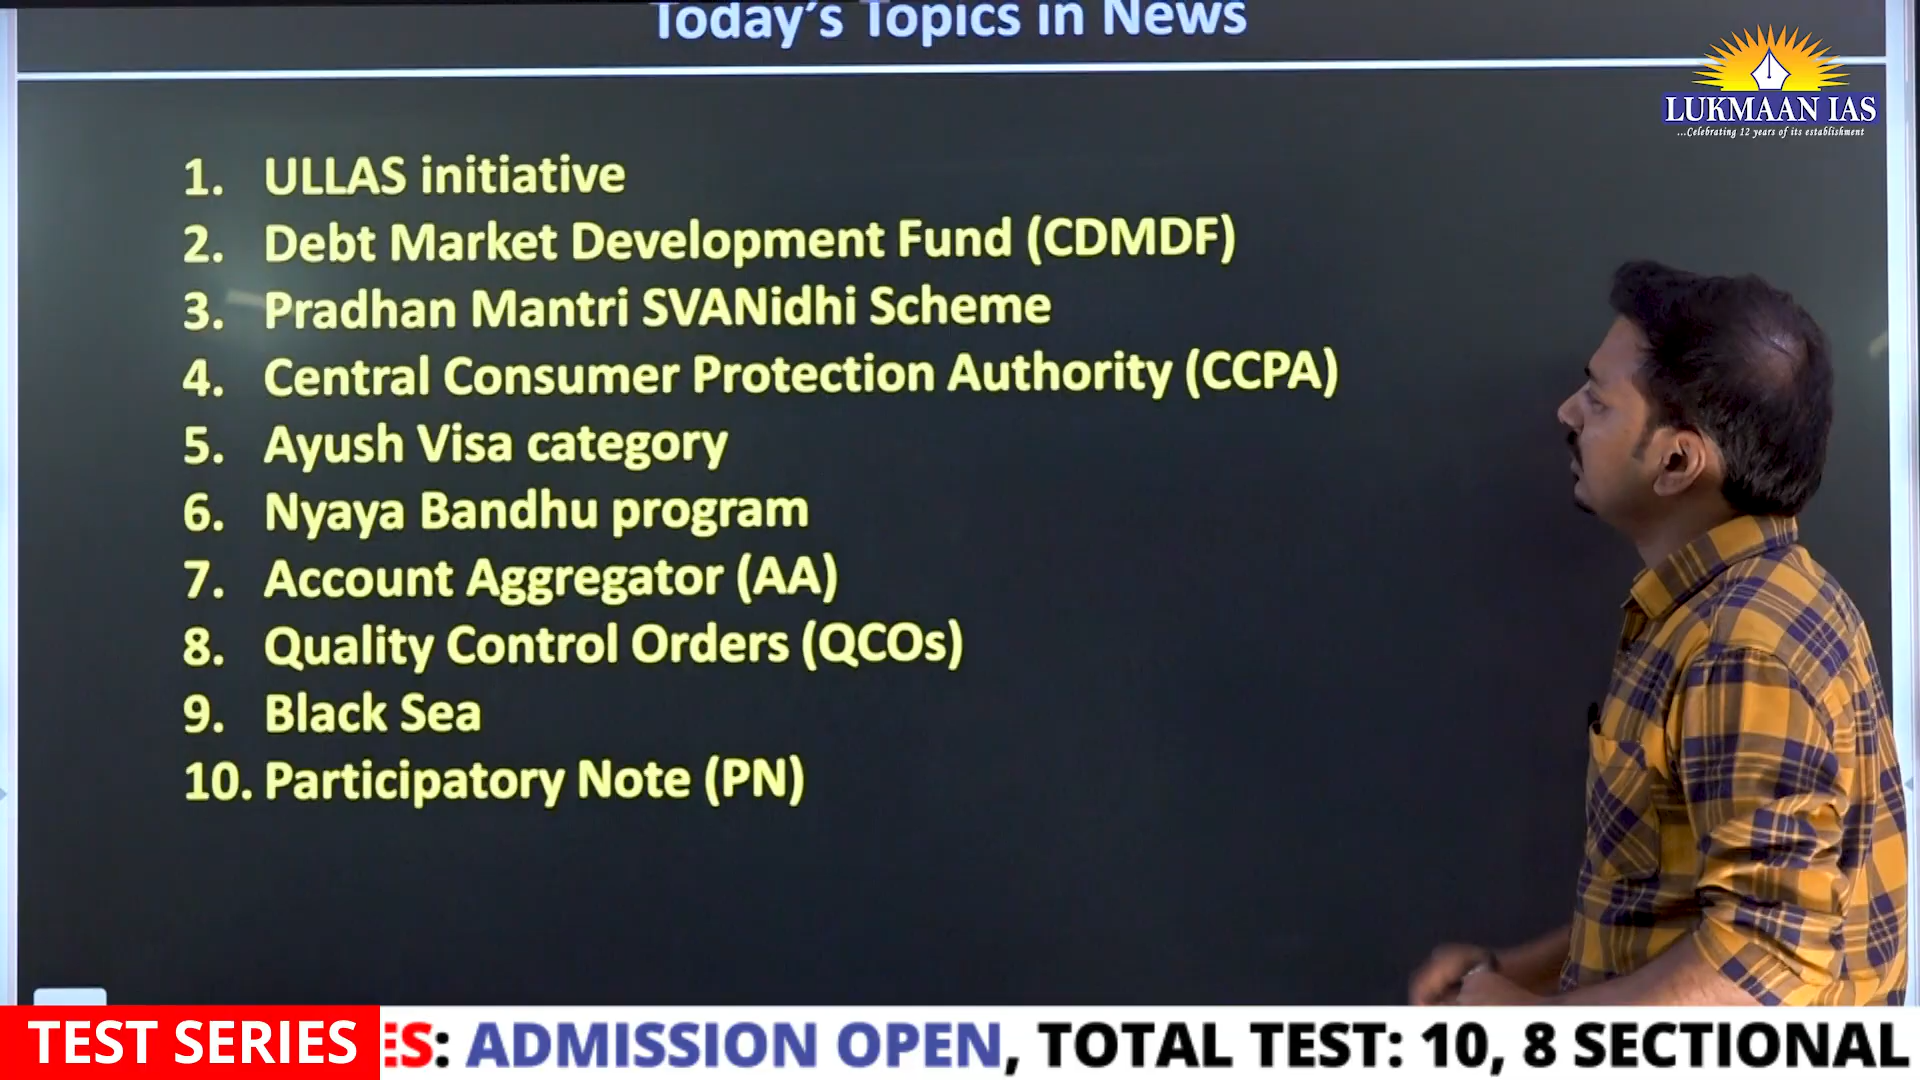 Today's Topics in News
LUKMAAN IAS
...Celebrating 12 years of its establishment
1. ULLAS initiative
2. Debt Market Development Fund (CDMDF)
3. Pradhan Mantri SVANidhi Scheme
4. Central Consumer Protection Authority (CCPA)
5. Ayush Visa category
6. Nyaya Bandhu program
7. Account Aggregator (AA)
8. Quality Control Orders (QCOs)
9. Black Sea
10. Participatory Note (PN)
TEST SERIES ES: ADMISSION OPEN, TOTAL TEST: 10, 8 SECTIONAL